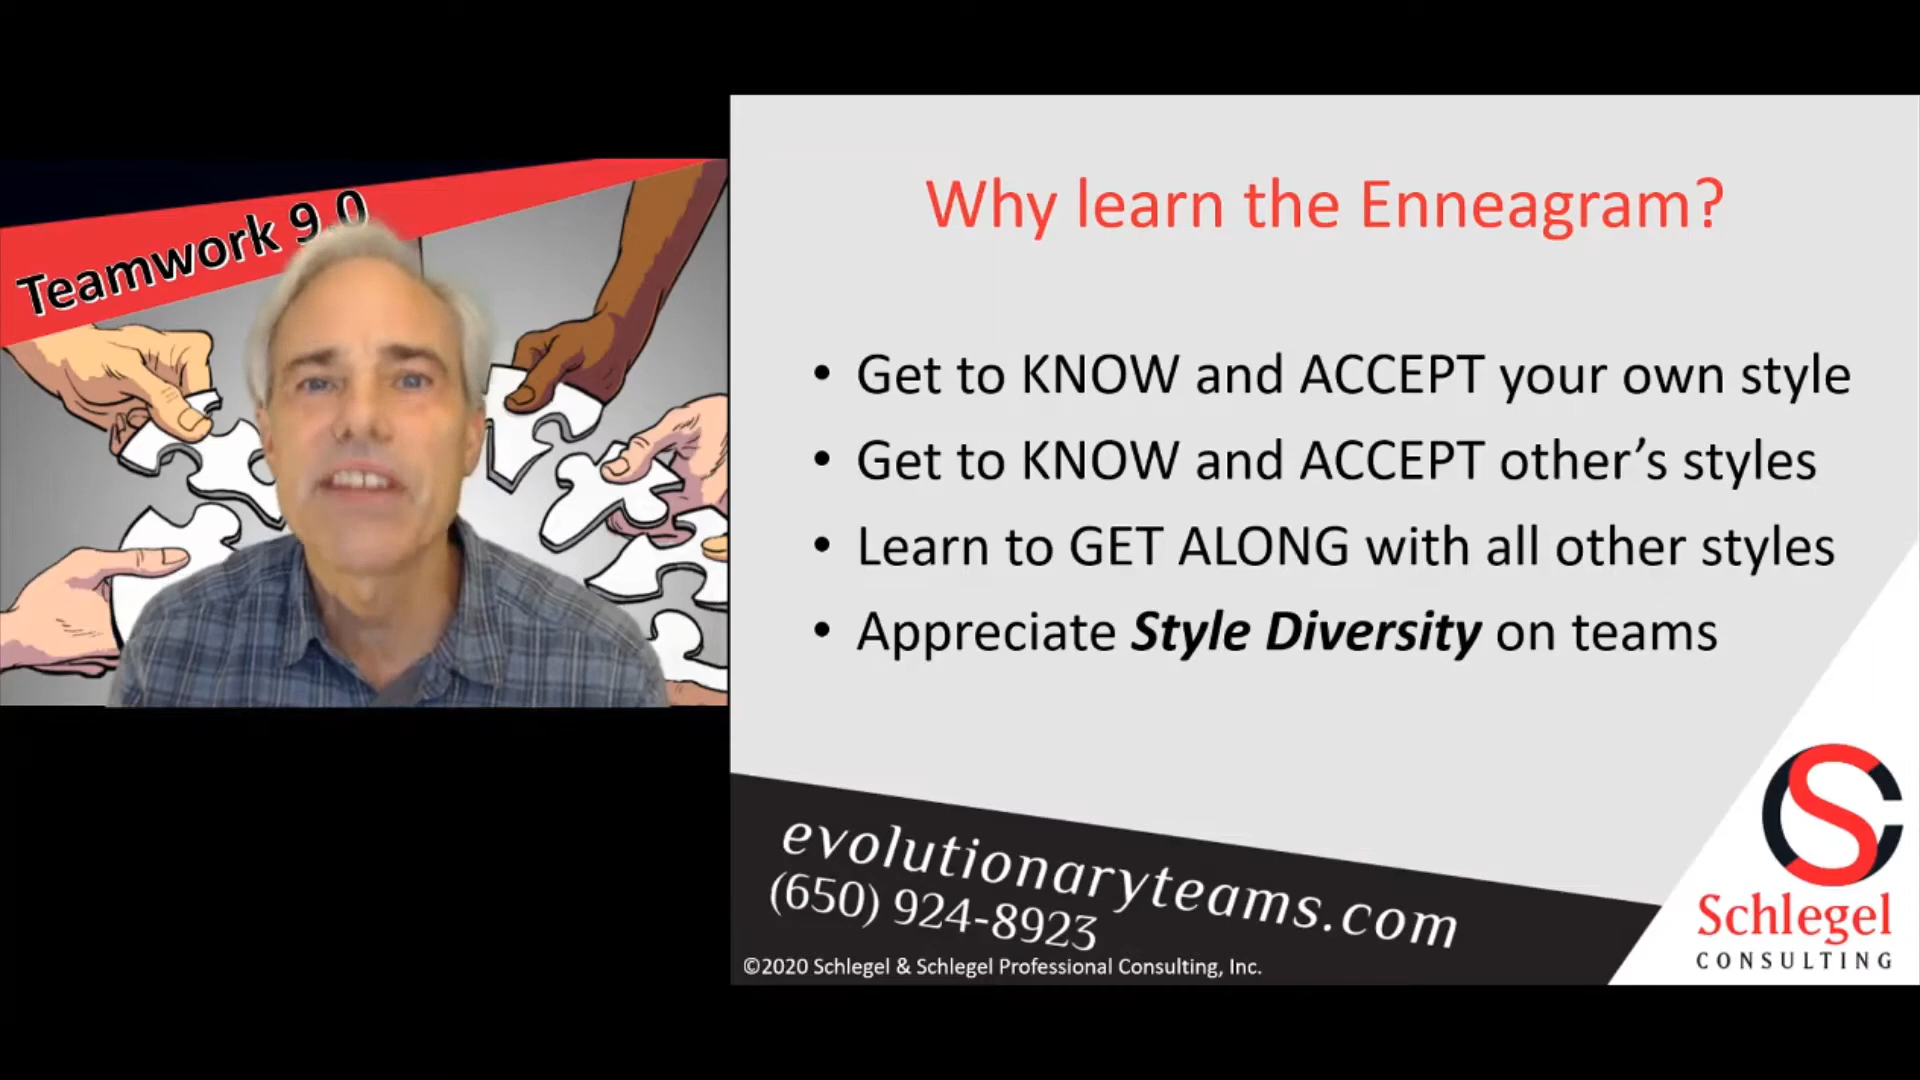 Teamwork 9.0
Why learn the Enneagram?
• Get to KNOW and ACCEPT your own style
• Get to KNOW and ACCEPT other’s styles
• Learn to GET ALONG with all other styles
• Appreciate Style Diversity on teams
evolutionaryteams.com
(650) 924-8923
©2020 Schlegel & Schlegel Professional Consulting, Inc.
SC
Schlegel
CONSULTING